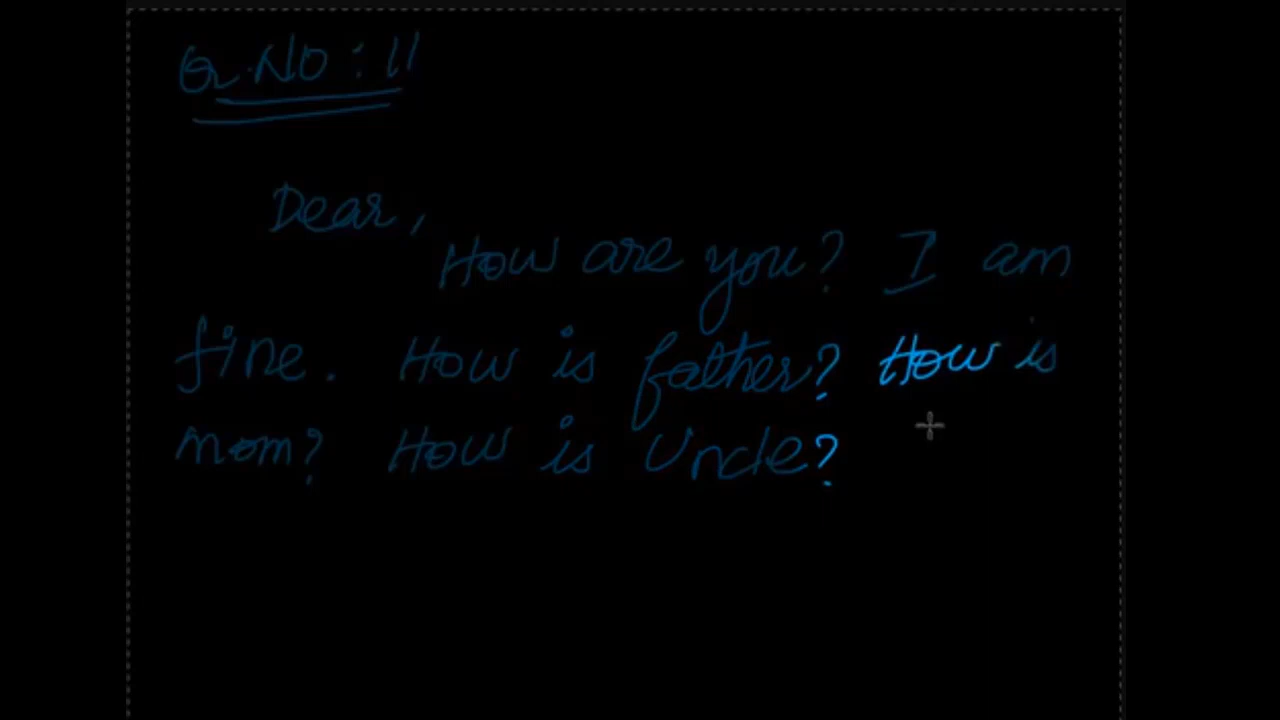 Q.No: 11
Dear,
How are you? I am
fine. How is father? How is
mom? How is Uncle?